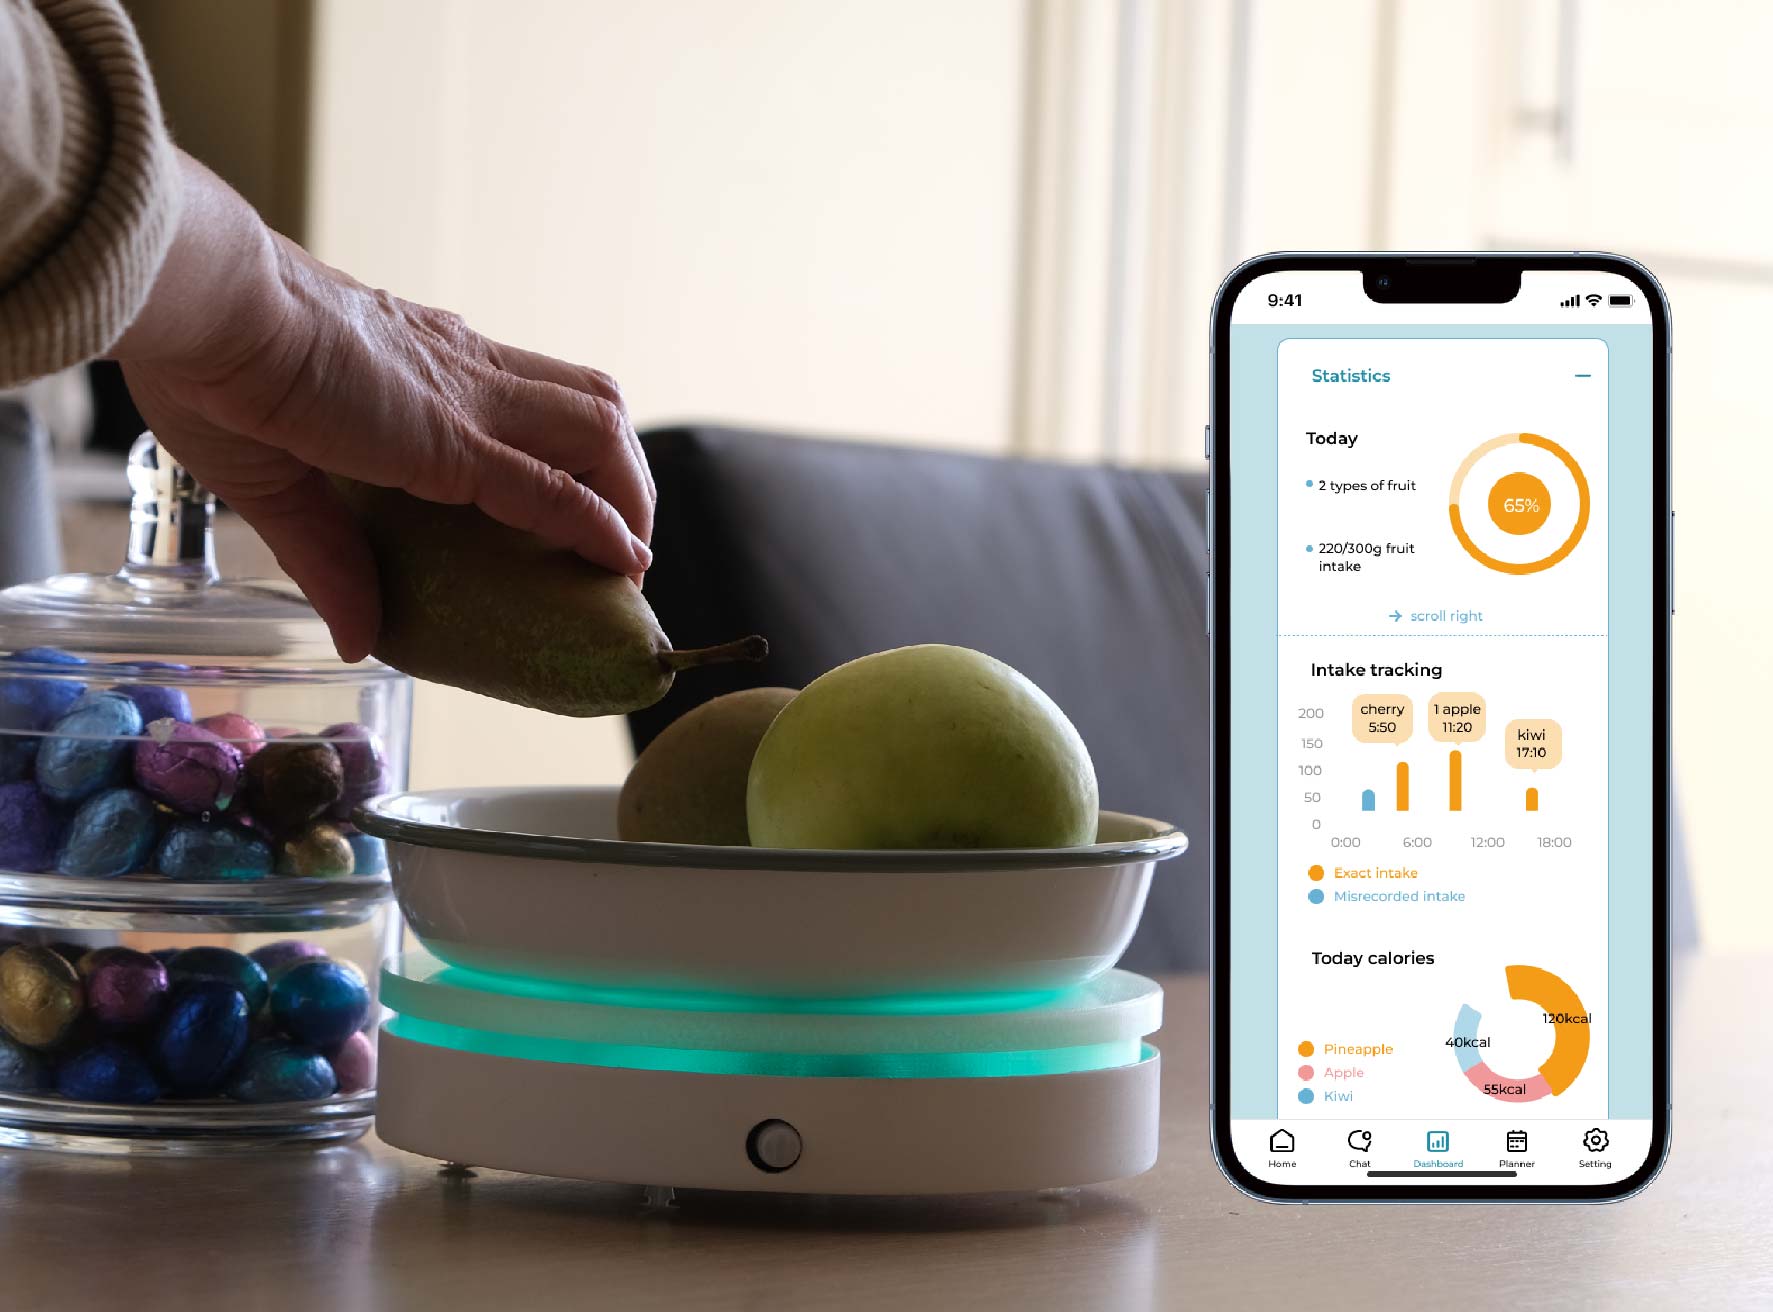 9:41
Statistics
Today
2 types of fruit
65%
220/300g fruit
intake
→ scroll right
Intake tracking
cherry
5:50
1 apple
11:20
kiwi
17:10
200
150
100
50
0
0:00 6:00 12:00 18:00
Exact intake
Misrecorded intake
Today calories
120kcal
40kcal
55kcal
Pineapple
Apple
Kiwi
Home Chat Dashboard Planner Setting